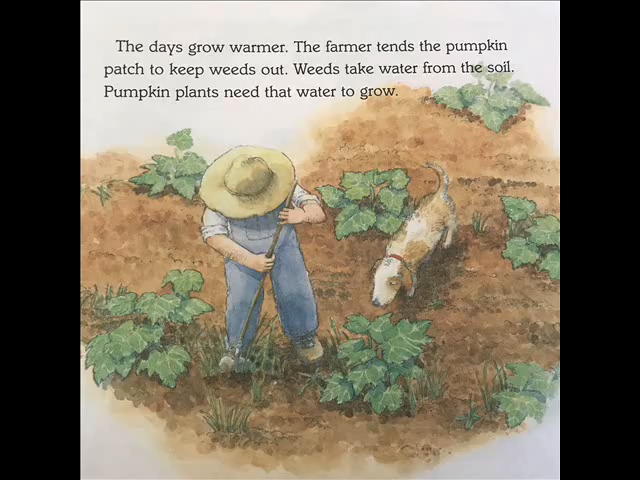 The days grow warmer. The farmer tends the pumpkin
patch to keep weeds out. Weeds take water from the soil.
Pumpkin plants need that water to grow.